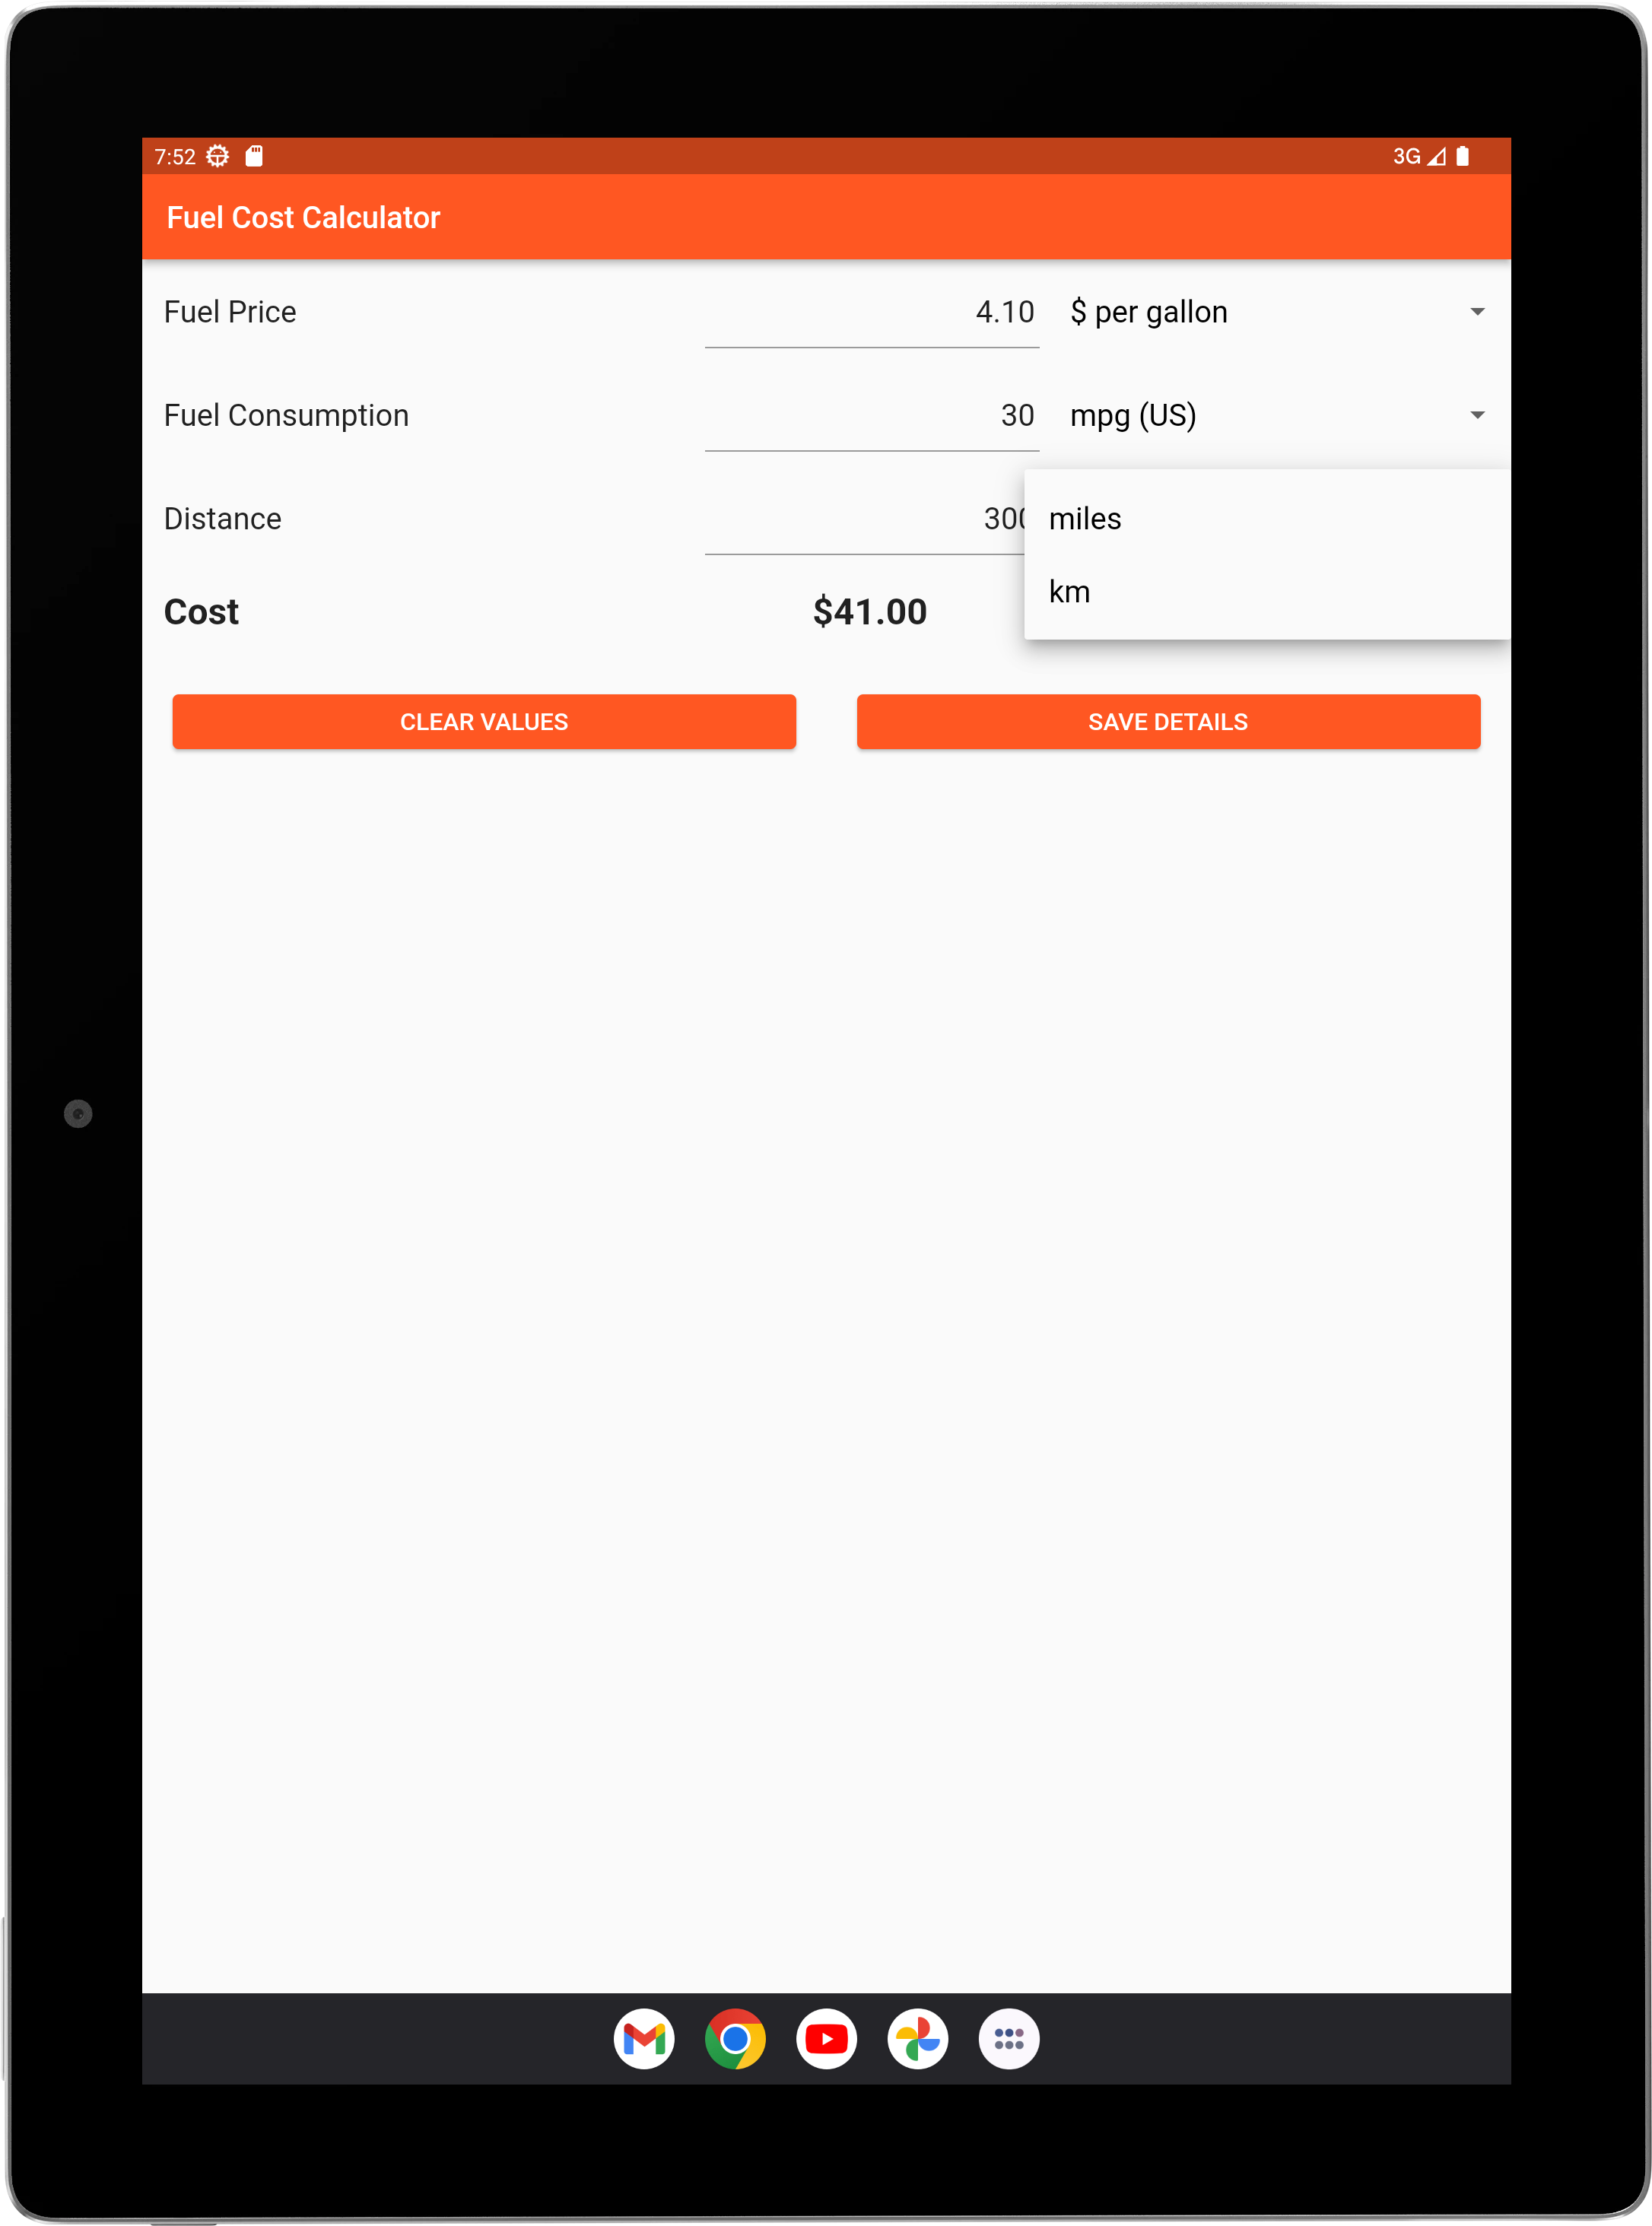 7:52 3G
Fuel Cost Calculator
Fuel Price 4.10 $ per gallon
Fuel Consumption 30 mpg (US)
Distance 300 miles
km
Cost $41.00
CLEAR VALUES SAVE DETAILS